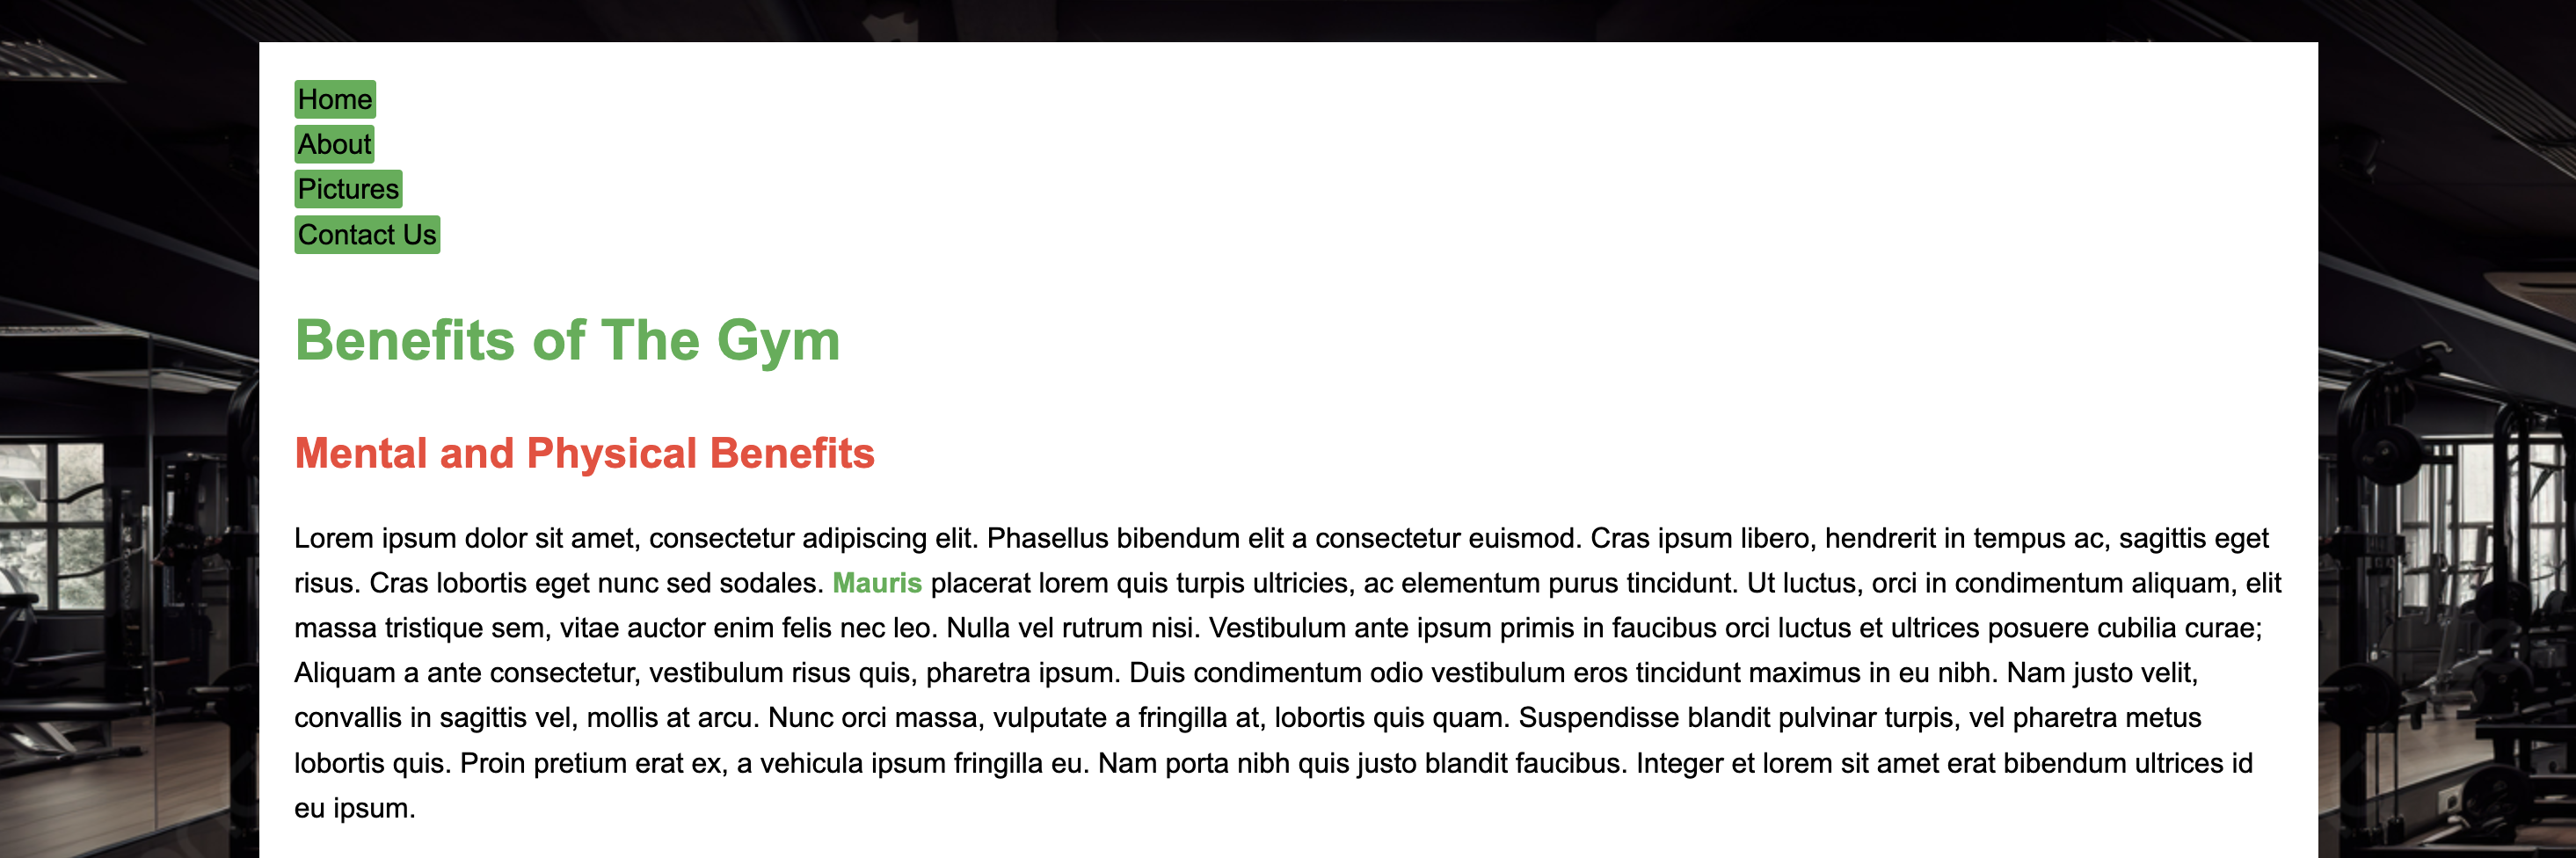 Home
About
Pictures
Contact Us
Benefits of The Gym
Mental and Physical Benefits
Lorem ipsum dolor sit amet, consectetur adipiscing elit. Phasellus bibendum elit a consectetur euismod. Cras ipsum libero, hendrerit in tempus ac, sagittis eget
risus. Cras lobortis eget nunc sed sodales. Mauris placerat lorem quis turpis ultricies, ac elementum purus tincidunt. Ut luctus, orci in condimentum aliquam, elit
massa tristique sem, vitae auctor enim felis nec leo. Nulla vel rutrum nisi. Vestibulum ante ipsum primis in faucibus orci luctus et ultrices posuere cubilia curae;
Aliquam a ante consectetur, vestibulum risus quis, pharetra ipsum. Duis condimentum odio vestibulum eros tincidunt maximus in eu nibh. Nam justo velit,
convallis in sagittis vel, mollis at arcu. Nunc orci massa, vulputate a fringilla at, lobortis quis quam. Suspendisse blandit pulvinar turpis, vel pharetra metus
lobortis quis. Proin pretium erat ex, a vehicula ipsum fringilla eu. Nam porta nibh quis justo blandit faucibus. Integer et lorem sit amet erat bibendum ultrices id
eu ipsum.